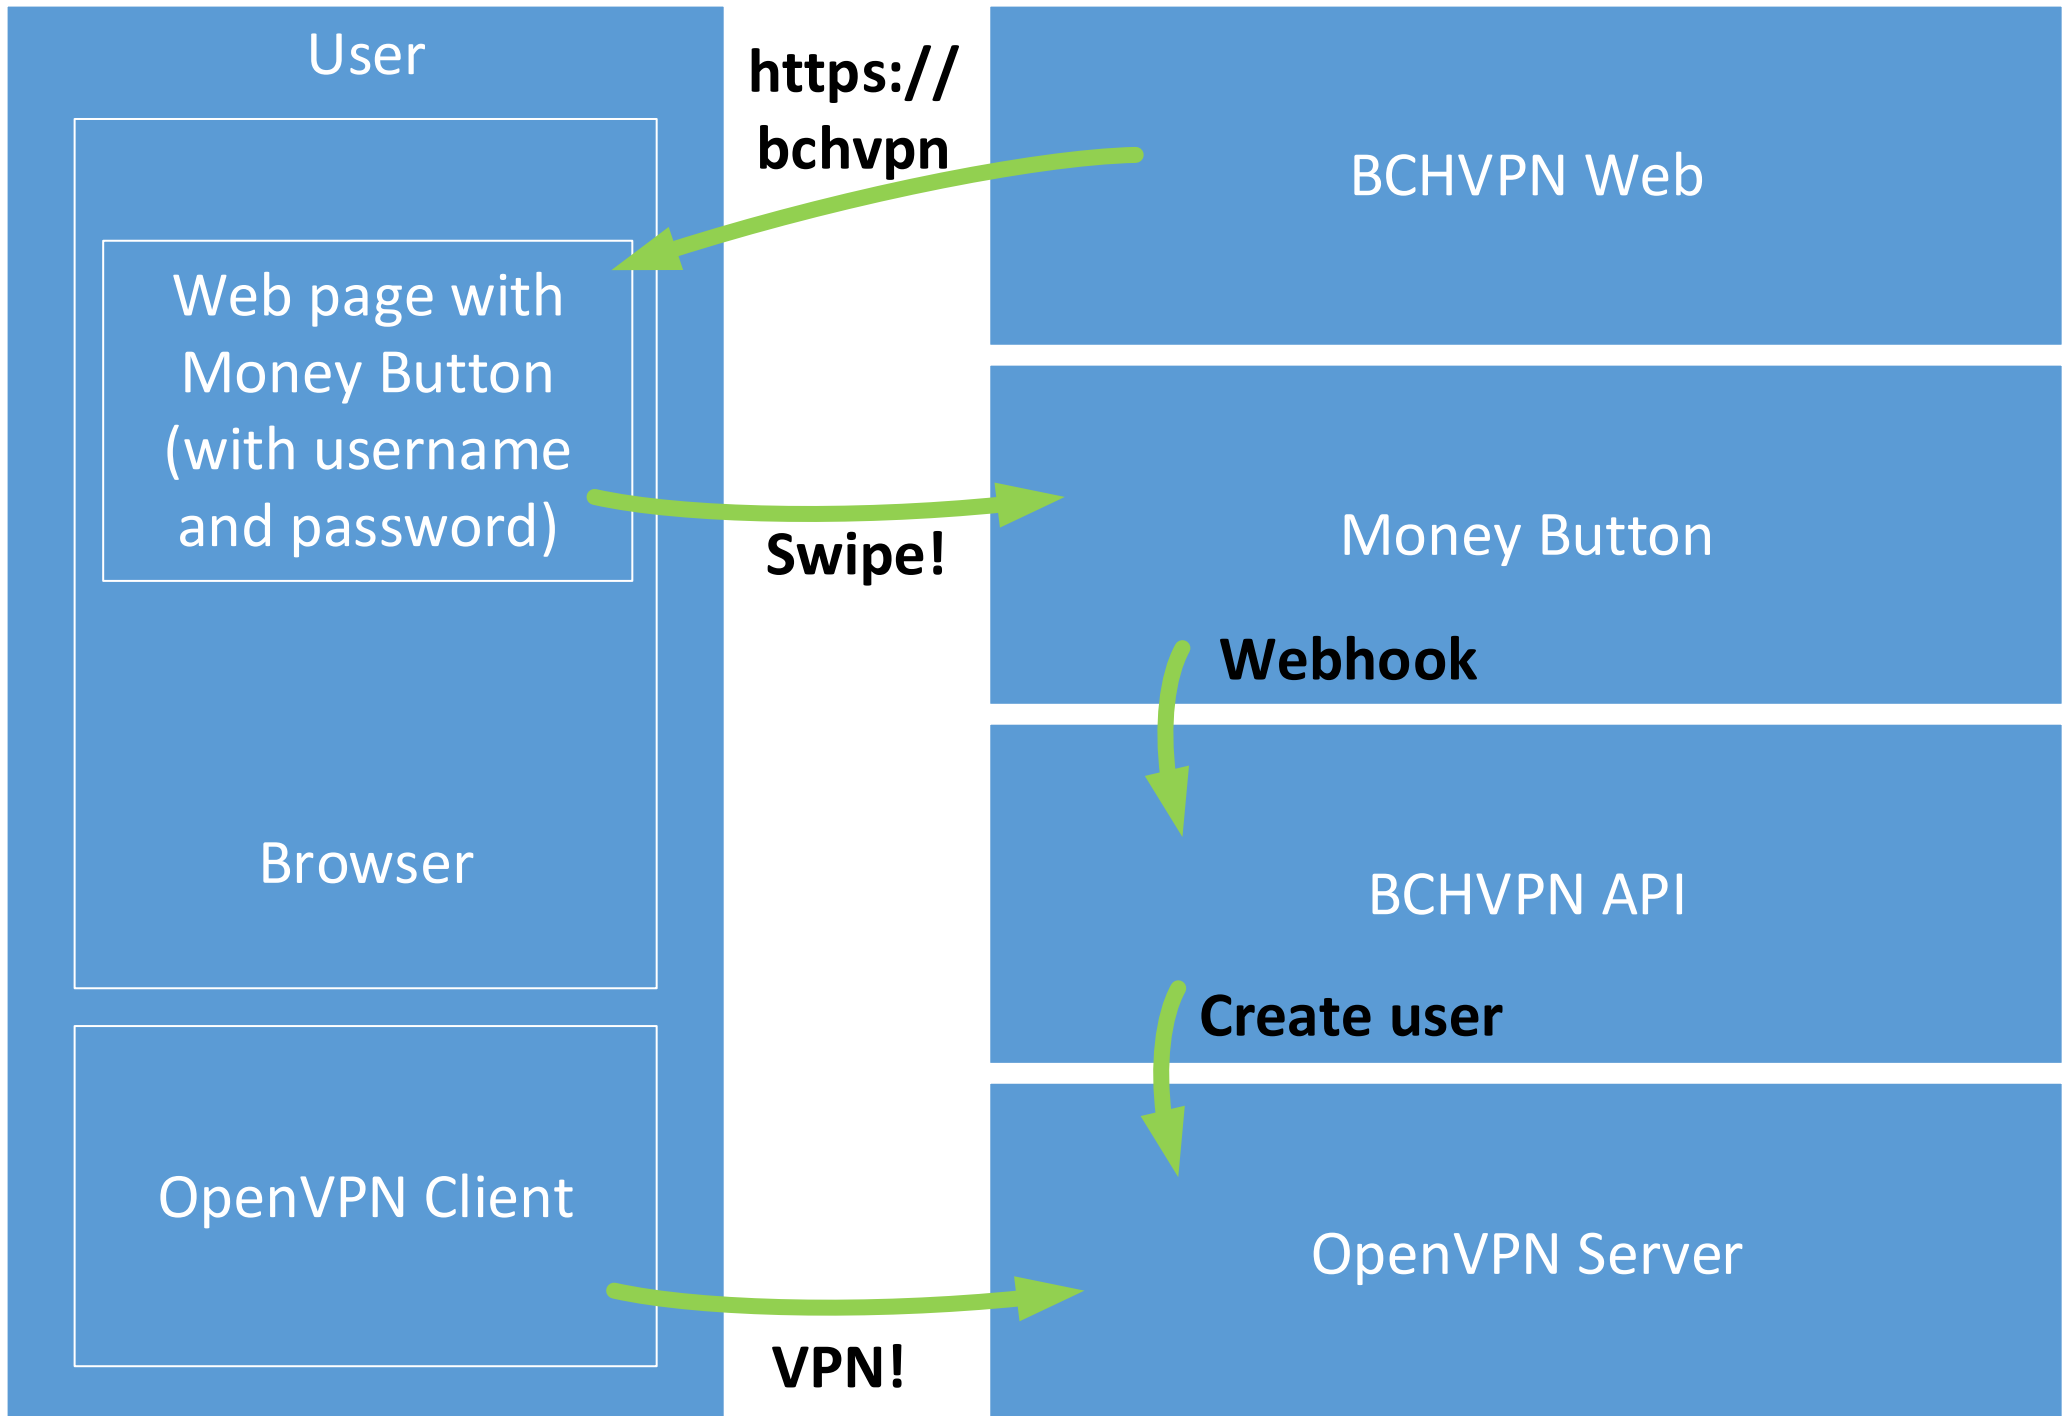 User
https://
bchvpn
BCHVPN Web
Web page with
Money Button
(with username
and password)
Swipe!
Money Button
Webhook
Browser
BCHVPN API
Create user
OpenVPN Client
OpenVPN Server
VPN!